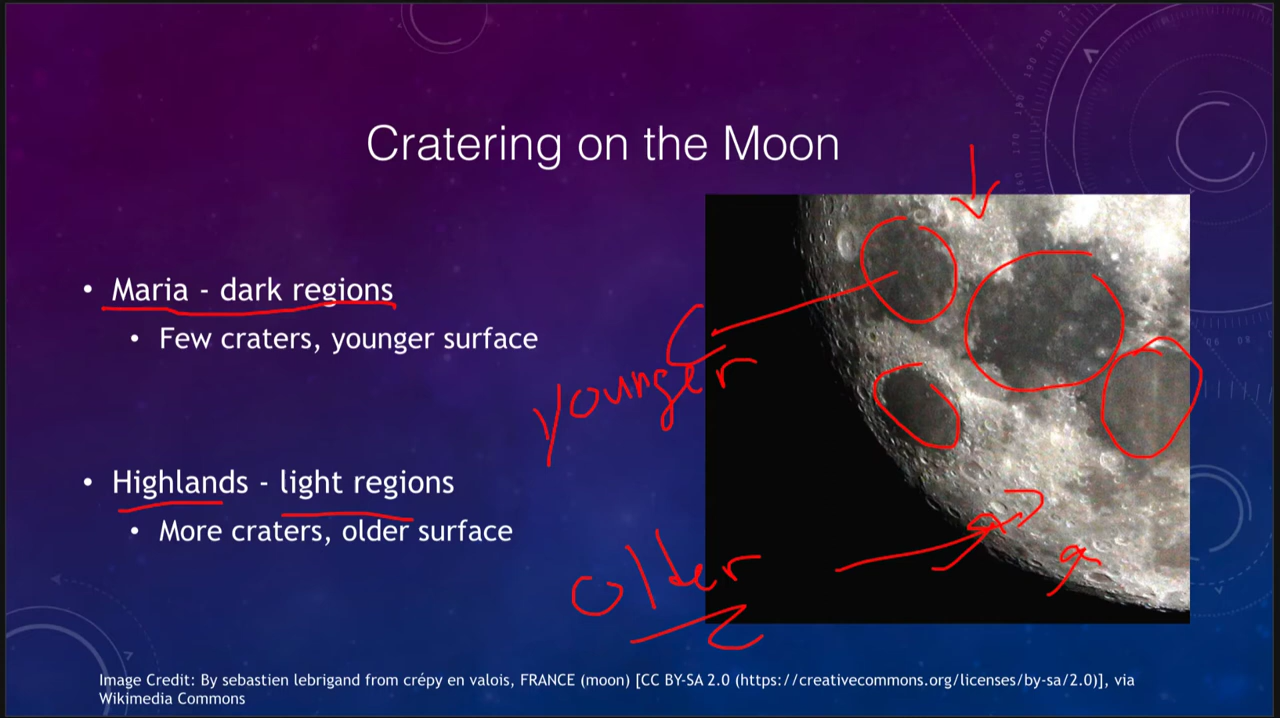 Cratering on the Moon
• Maria - dark regions
• Few craters, younger surface
younger
• Highlands - light regions
• More craters, older surface
older
Image Credit: By sebastien lebrigand from crépy en valois, FRANCE (moon) [CC BY-SA 2.0 (https://creativecommons.org/licenses/by-sa/2.0)], via
Wikimedia Commons